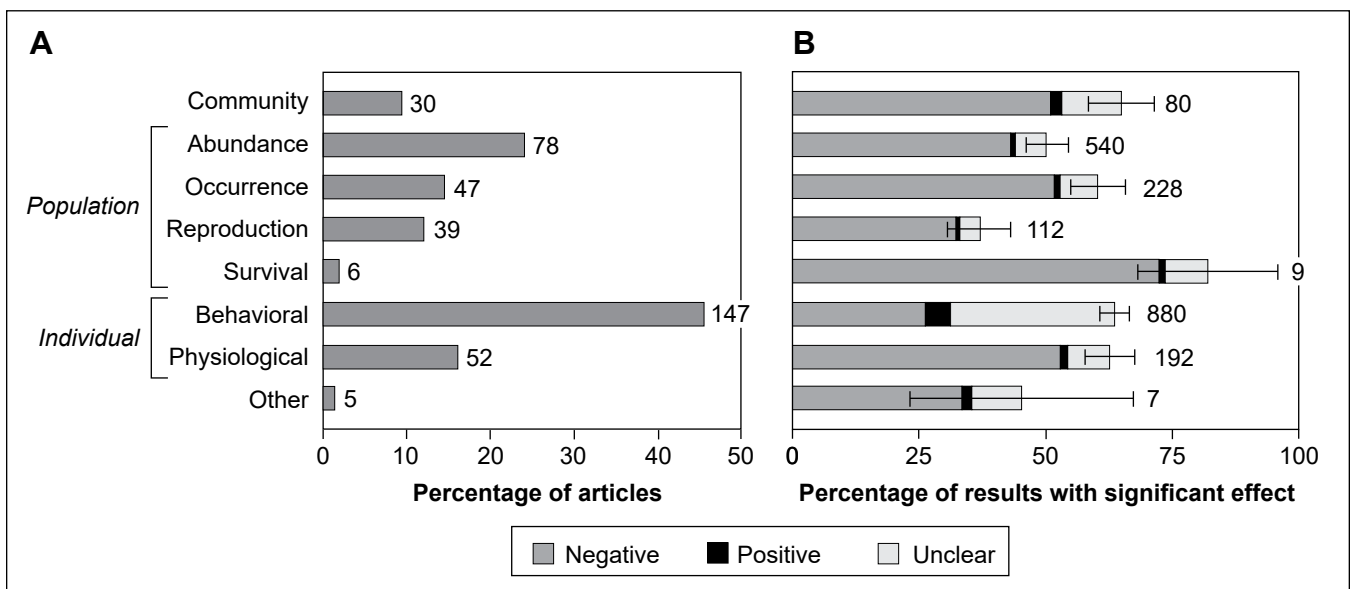 A
B
Community
30
80
Abundance
78
540
Population
Occurrence
47
228
Reproduction
39
112
Survival
6
9
Individual
Behavioral
147
880
Physiological
52
192
Other
5
7
0 10 20 30 40 50
0 25 50 75 100
Percentage of articles
Percentage of results with significant effect
Negative Positive Unclear